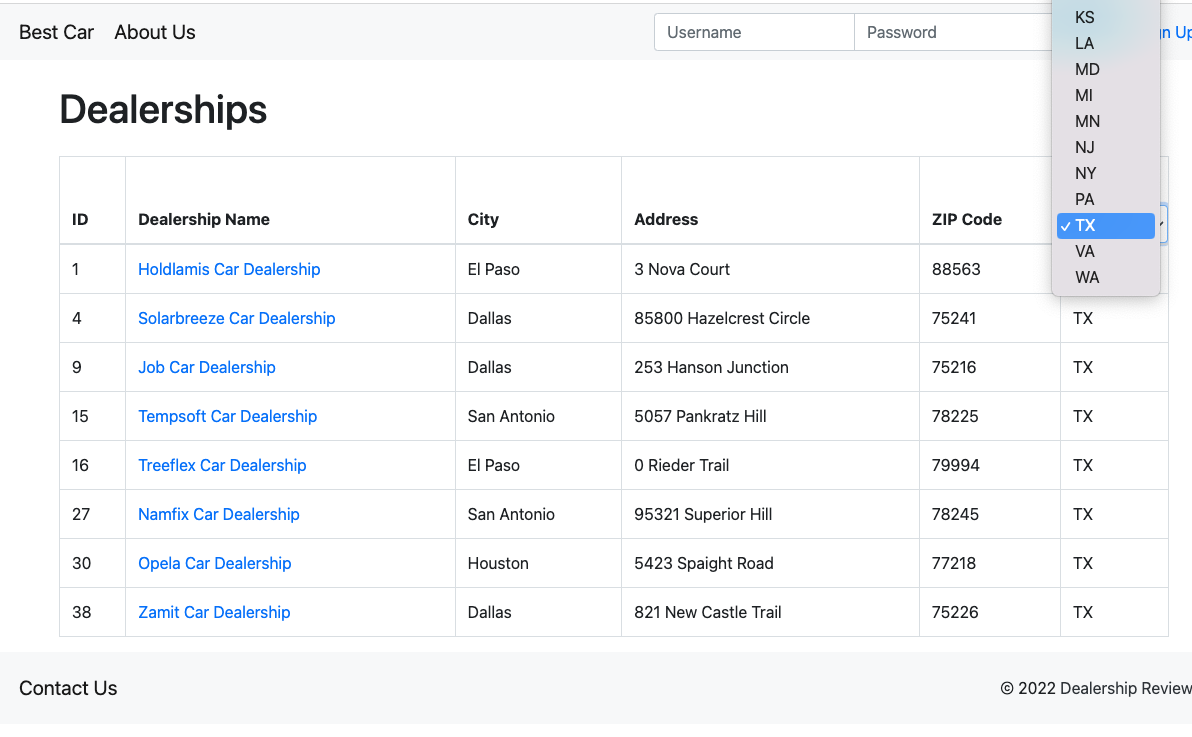 Best Car About Us Username Password n Up
KS
LA
MD
MI
MN
NJ
NY
PA
✓ TX
VA
WA
Dealerships
ID Dealership Name City Address ZIP Code
1 Holdlamis Car Dealership El Paso 3 Nova Court 88563
4 Solarbreeze Car Dealership Dallas 85800 Hazelcrest Circle 75241 TX
9 Job Car Dealership Dallas 253 Hanson Junction 75216 TX
15 Tempsoft Car Dealership San Antonio 5057 Pankratz Hill 78225 TX
16 Treeflex Car Dealership El Paso 0 Rieder Trail 79994 TX
27 Namfix Car Dealership San Antonio 95321 Superior Hill 78245 TX
30 Opela Car Dealership Houston 5423 Spaight Road 77218 TX
38 Zamit Car Dealership Dallas 821 New Castle Trail 75226 TX
Contact Us © 2022 Dealership Review